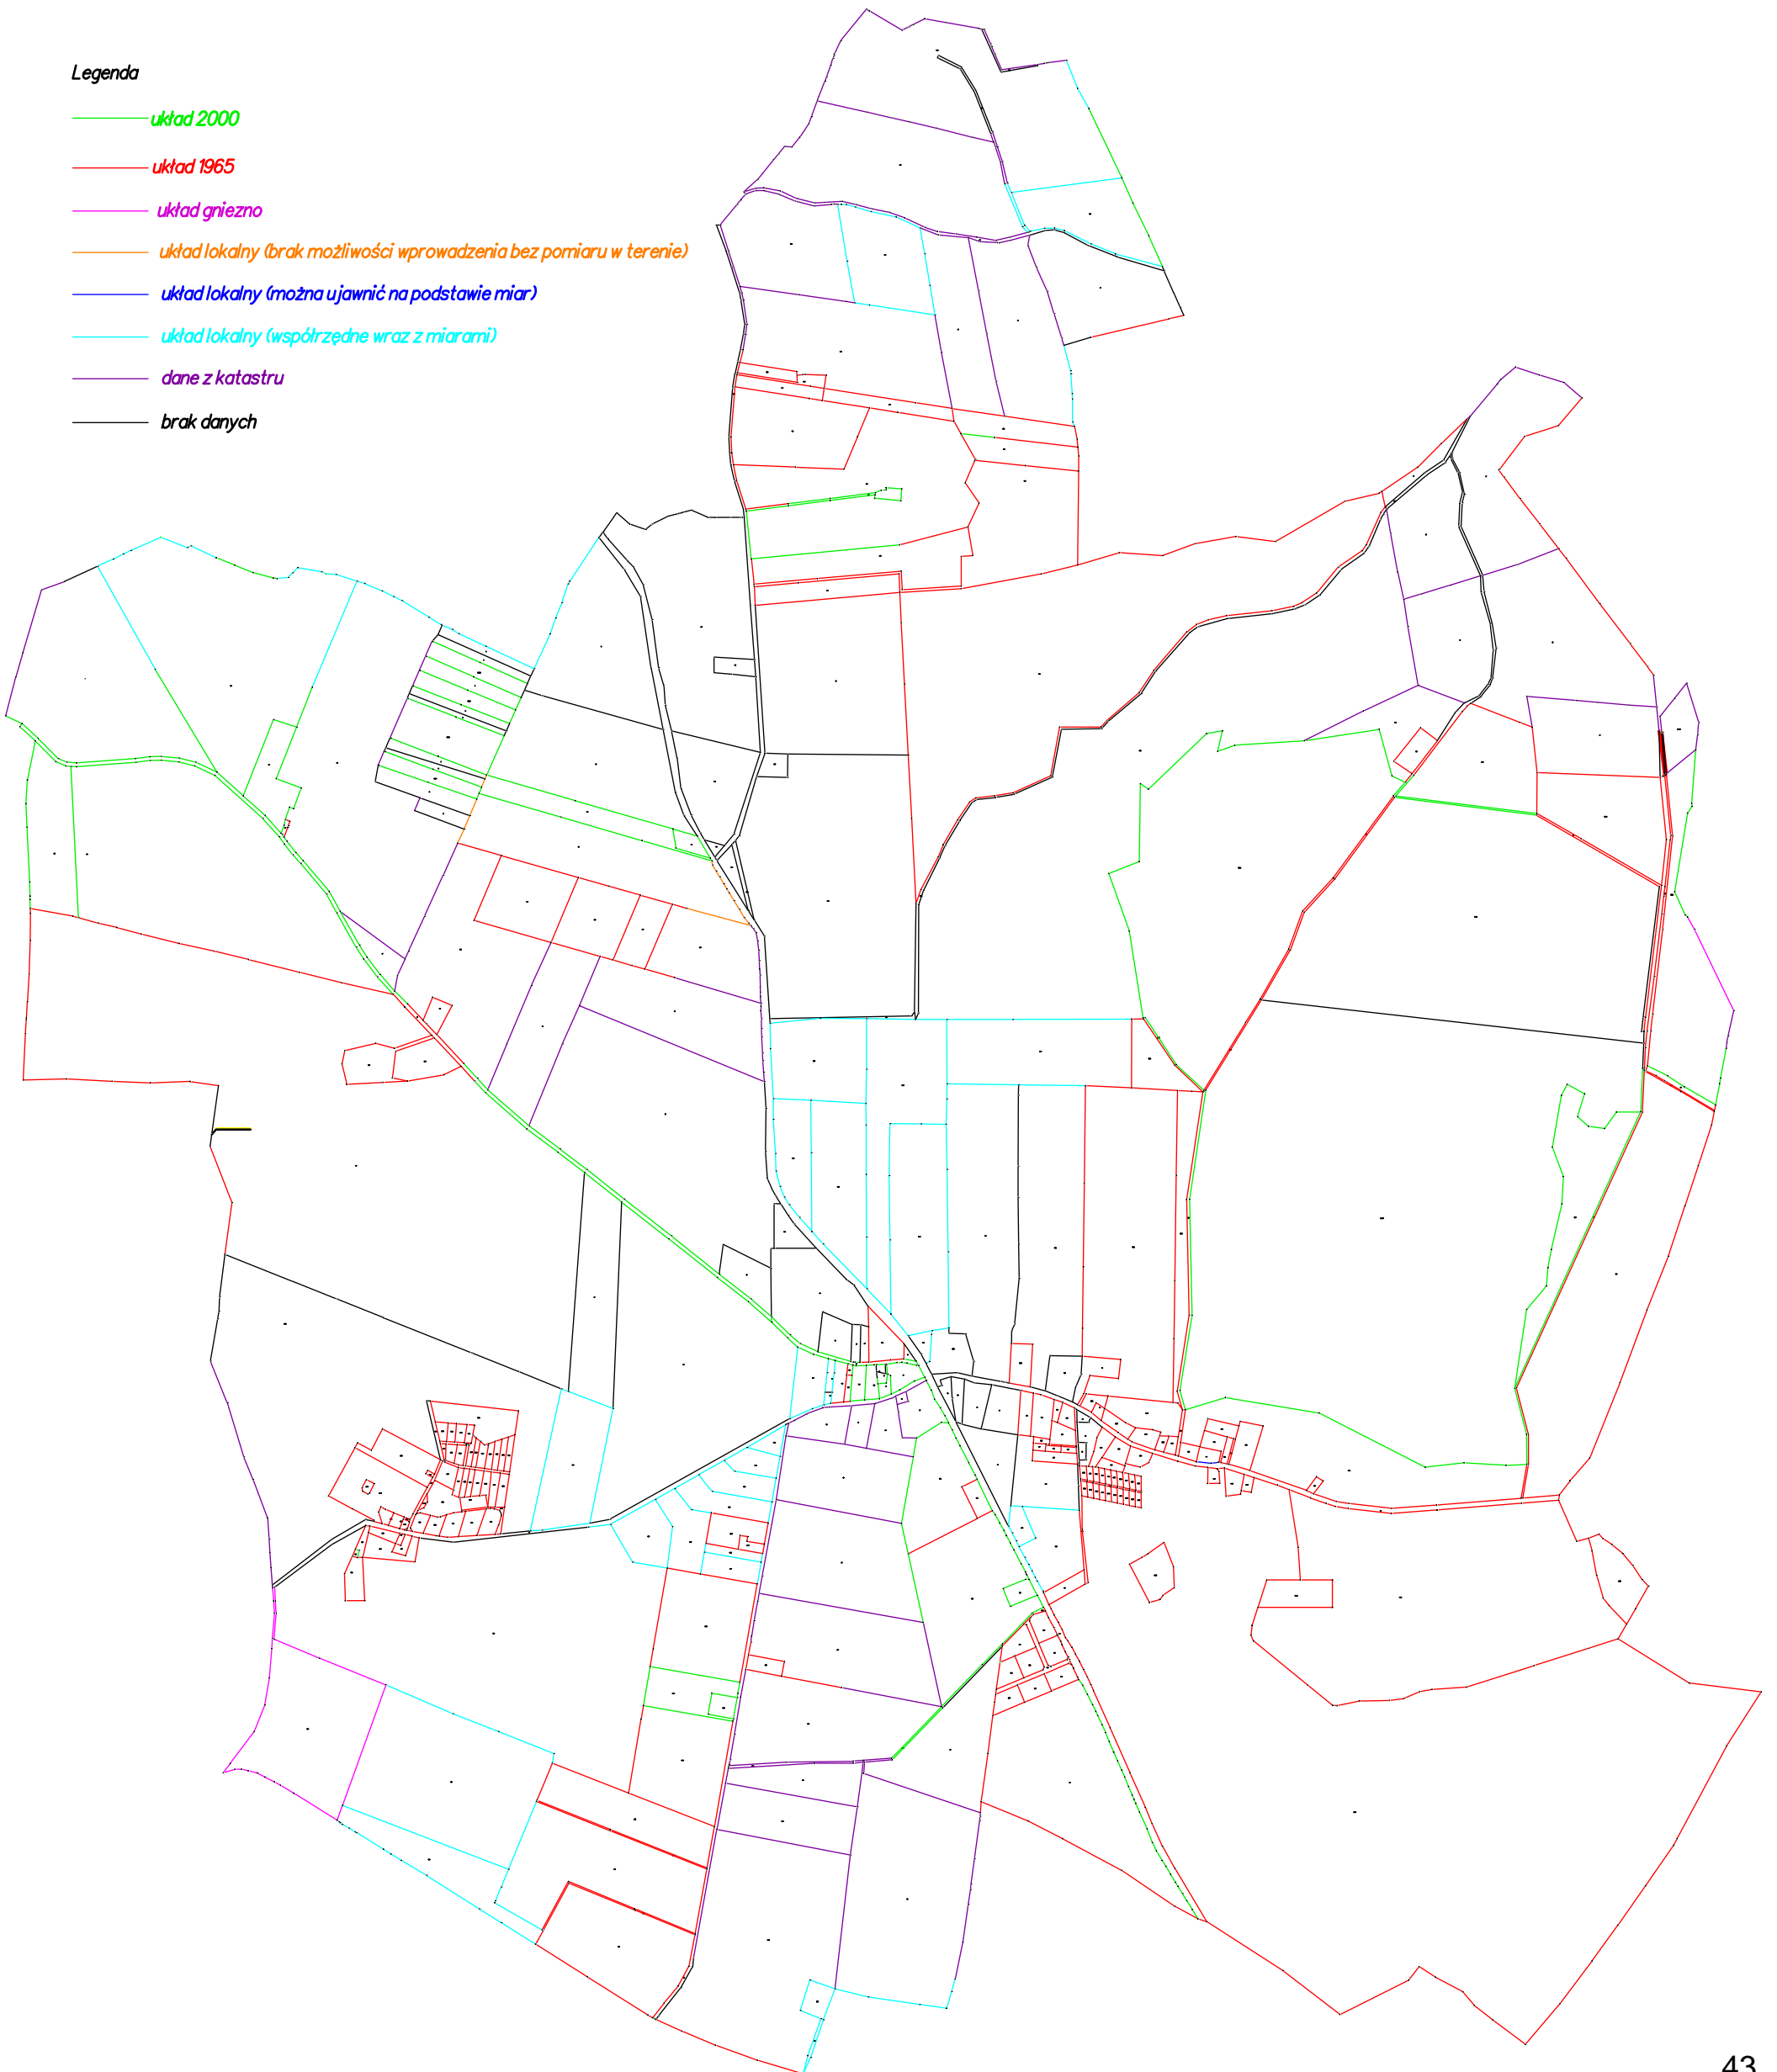 Legenda
układ 2000
układ 1965
układ gniezno
układ lokalny (brak możliwości wprowadzenia bez pomiaru w terenie)
układ lokalny (można ujawnić na podstawie miar)
układ lokalny (współrzędne wraz z miarami)
dane z katastru
brak danych
43